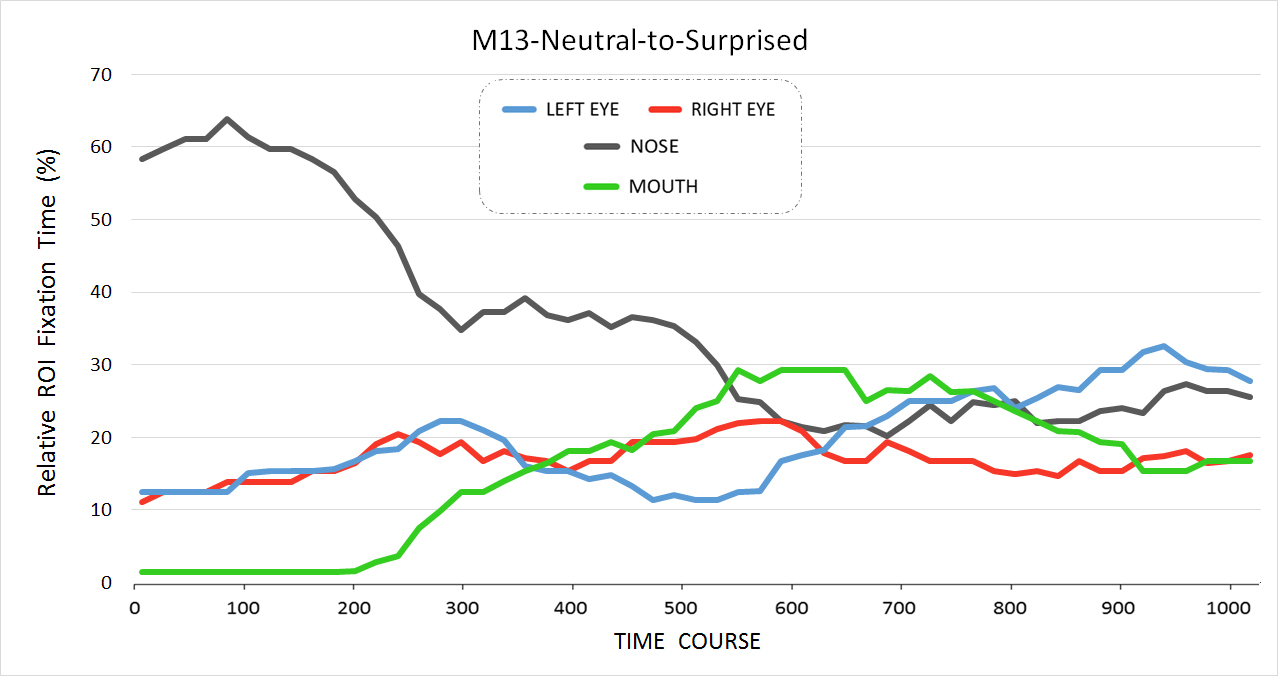 M13-Neutral-to-Surprised
LEFT EYE RIGHT EYE
NOSE
MOUTH
Relative ROI Fixation Time (%)
70
60
50
40
30
20
10
0
0 100 200 300 400 500 600 700 800 900 1000
TIME COURSE